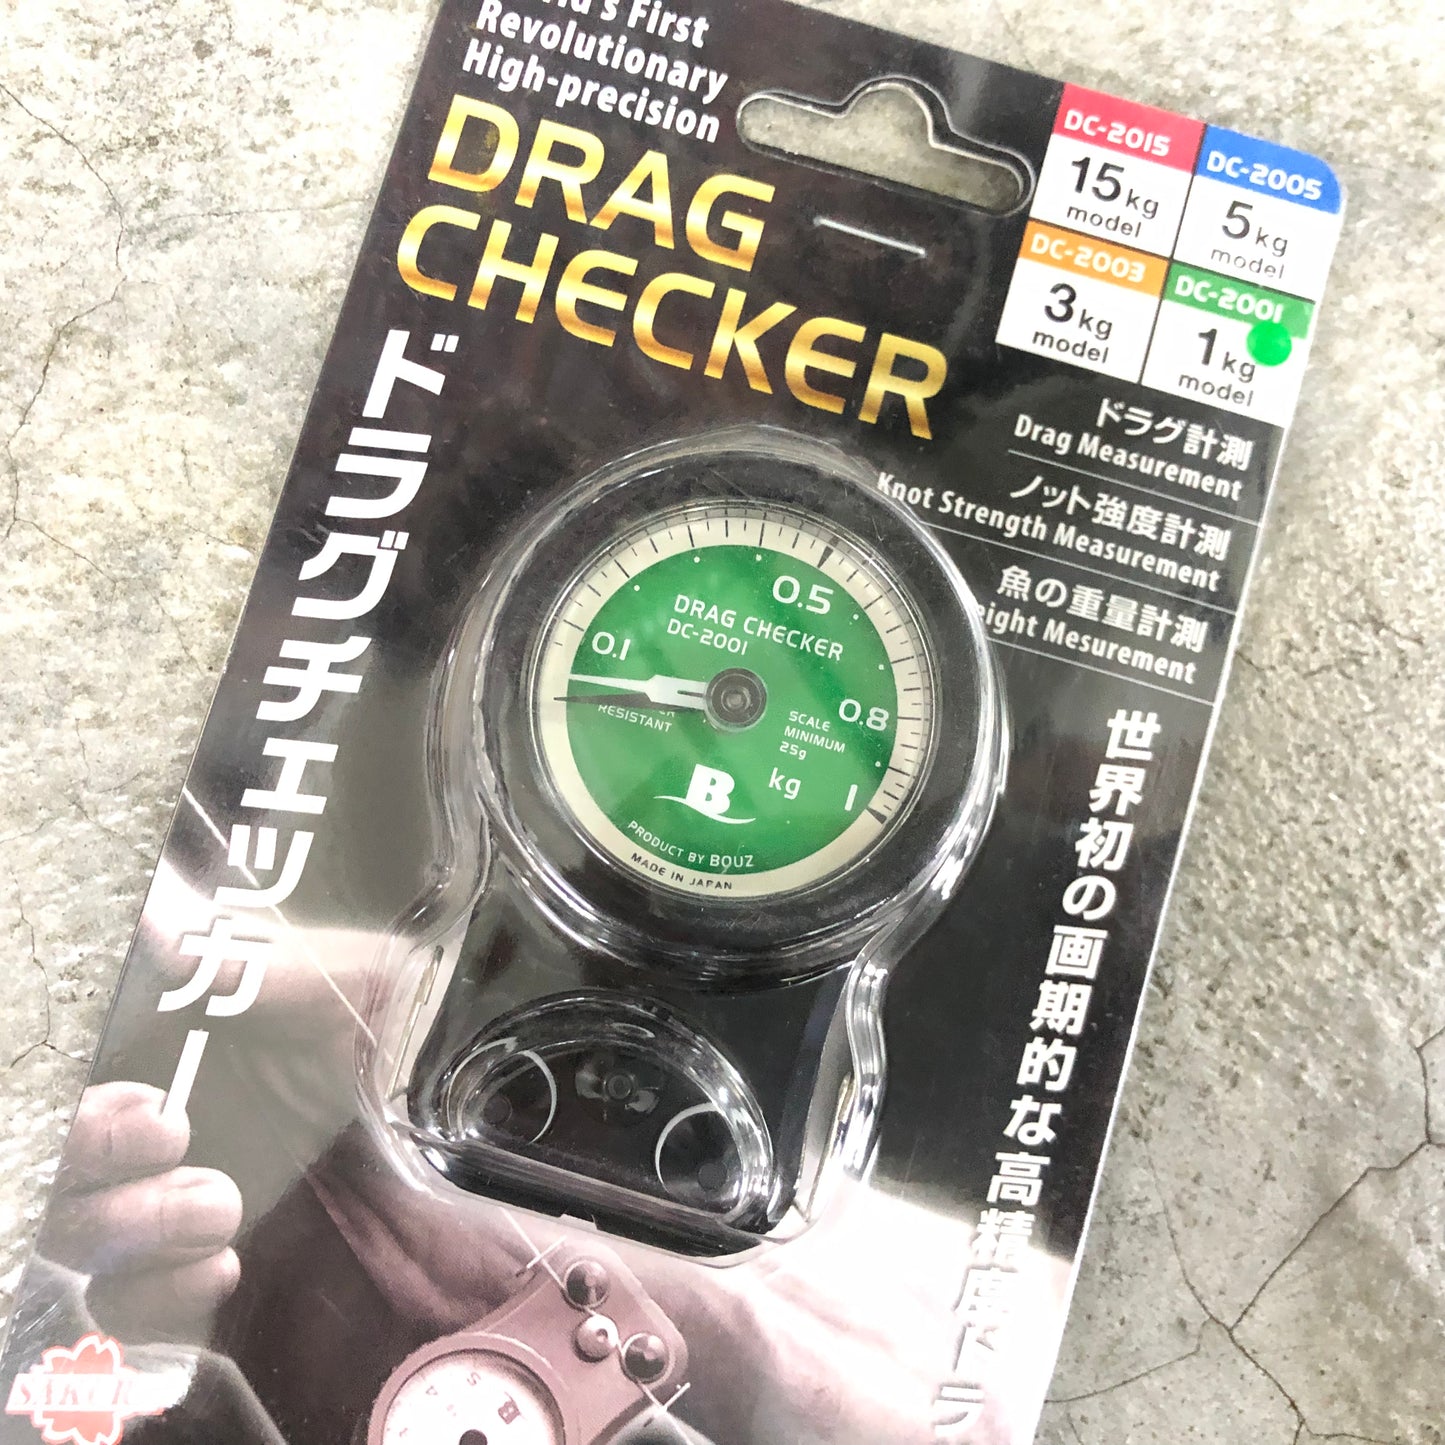 First
Revolutionary
High-precision
DRAG
CHECKER
DC-2015
15kg
model
DC-2005
5kg
model
DC-2003
3kg
model
DC-2001
1kg
model
ドラグ計測
Drag Measurement
ノット強度計測
Knot Strength Measurement
魚の重量計測
Mesurement
ドラグチェッカー
世界初の画期的な高精度ドラ
0.1
0.5
0.8
1
DRAG CHECKER
DC-2001
RESISTANT
SCALE
MINIMUM
25g
kg
B
PRODUCT BY BOUZ
MADE IN JAPAN